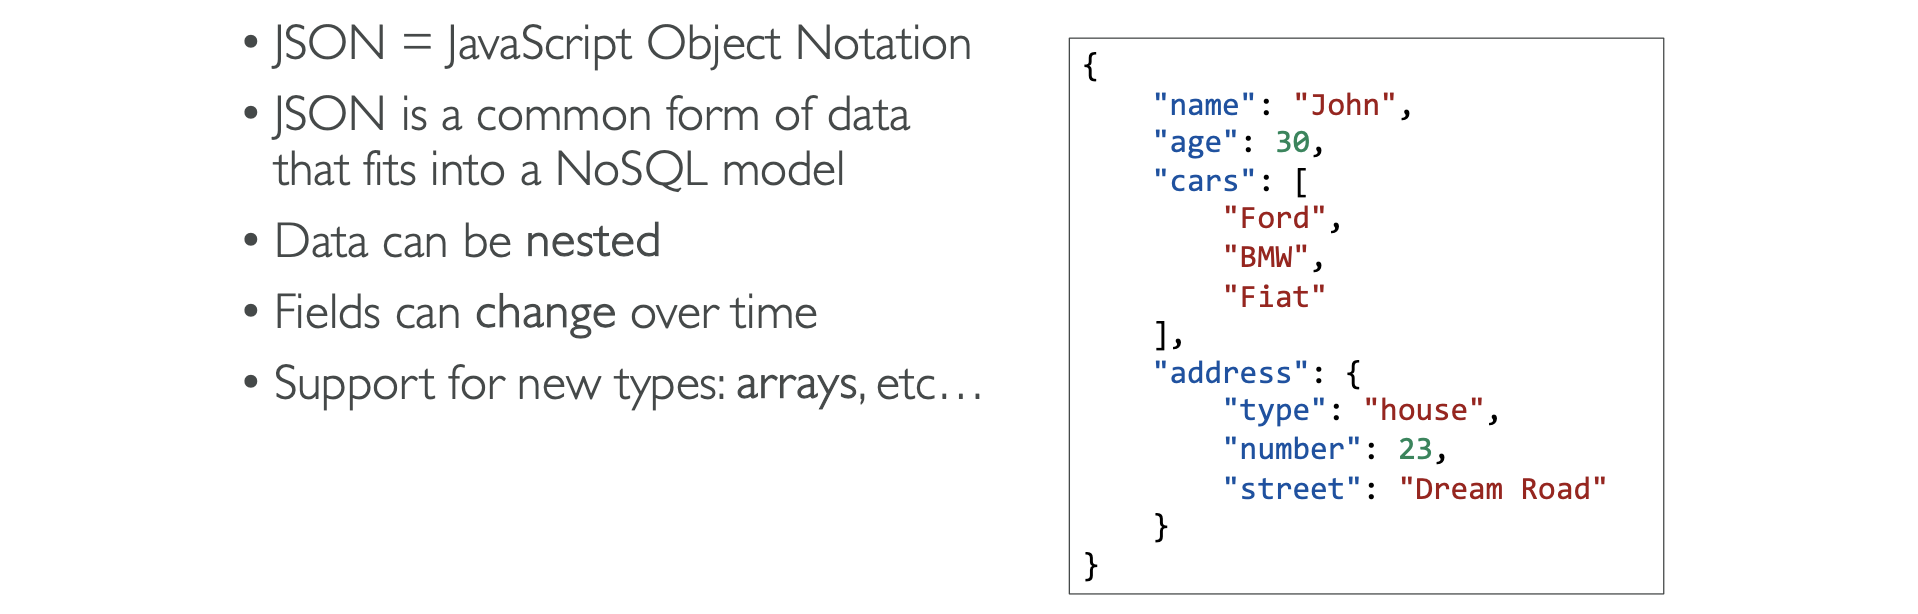 • JSON = JavaScript Object Notation
• JSON is a common form of data
that fits into a NoSQL model
• Data can be nested
• Fields can change over time
• Support for new types: arrays, etc…
{
    "name": "John",
    "age": 30,
    "cars": [
        "Ford",
        "BMW",
        "Fiat"
    ],
    "address": {
        "type": "house",
        "number": 23,
        "street": "Dream Road"
    }
}